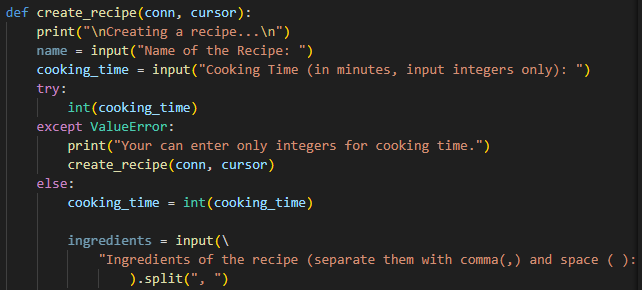 def create_recipe(conn, cursor):
    print("\nCreating a recipe...\n")
    name = input("Name of the Recipe: ")
    cooking_time = input("Cooking Time (in minutes, input integers only): ")
    try:
        int(cooking_time)
    except ValueError:
        print("Your can enter only integers for cooking time.")
        create_recipe(conn, cursor)
    else:
        cooking_time = int(cooking_time)

        ingredients = input(\
            "Ingredients of the recipe (separate them with comma(,) and space ( ):
                ).split(", ")